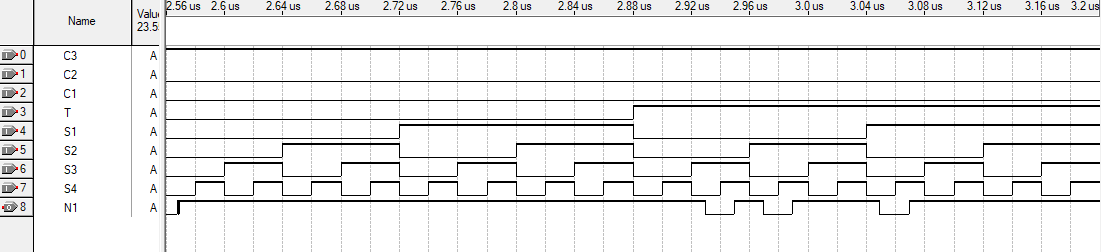 Name
Value
23.5
2.56 us 2.6 us 2.64 us 2.68 us 2.72 us 2.76 us 2.8 us 2.84 us 2.88 us 2.92 us 2.96 us 3.0 us 3.04 us 3.08 us 3.12 us 3.16 us 3.2 us
0 C3 A
1 C2 A
2 C1 A
3 T A
4 S1 A
5 S2 A
6 S3 A
7 S4 A
8 N1 A